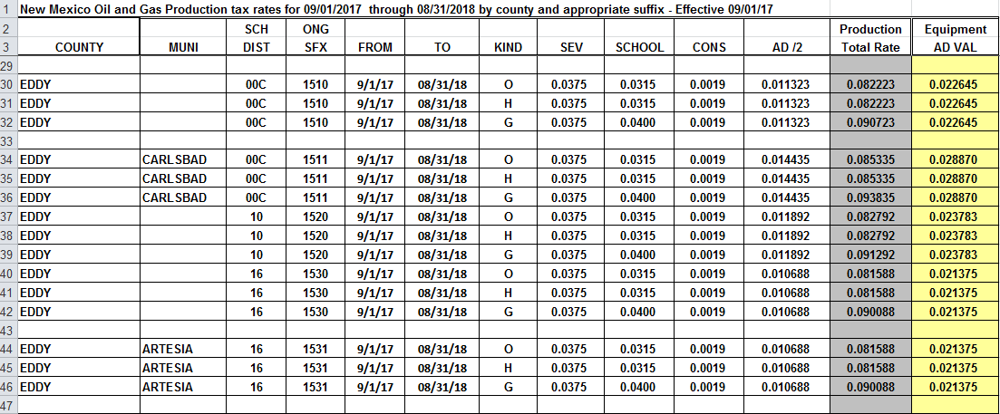 1 New Mexico Oil and Gas Production tax rates for 09/01/2017 through 08/31/2018 by county and appropriate suffix - Effective 09/01/17
2 SCH ONG Production Equipment
3 COUNTY MUNI DIST SFX FROM TO KIND SEV SCHOOL CONS AD /2 Total Rate AD VAL
29
30 EDDY 00C 1510 9/1/17 08/31/18 O 0.0375 0.0315 0.0019 0.011323 0.082223 0.022645
31 EDDY 00C 1510 9/1/17 08/31/18 H 0.0375 0.0315 0.0019 0.011323 0.082223 0.022645
32 EDDY 00C 1510 9/1/17 08/31/18 G 0.0375 0.0400 0.0019 0.011323 0.090723 0.022645
33
34 EDDY CARLSBAD 00C 1511 9/1/17 08/31/18 O 0.0375 0.0315 0.0019 0.014435 0.085335 0.028870
35 EDDY CARLSBAD 00C 1511 9/1/17 08/31/18 H 0.0375 0.0315 0.0019 0.014435 0.085335 0.028870
36 EDDY CARLSBAD 00C 1511 9/1/17 08/31/18 G 0.0375 0.0400 0.0019 0.014435 0.093835 0.028870
37 EDDY 10 1520 9/1/17 08/31/18 O 0.0375 0.0315 0.0019 0.011892 0.082792 0.023783
38 EDDY 10 1520 9/1/17 08/31/18 H 0.0375 0.0315 0.0019 0.011892 0.082792 0.023783
39 EDDY 10 1520 9/1/17 08/31/18 G 0.0375 0.0400 0.0019 0.011892 0.091292 0.023783
40 EDDY 16 1530 9/1/17 08/31/18 O 0.0375 0.0315 0.0019 0.010688 0.081588 0.021375
41 EDDY 16 1530 9/1/17 08/31/18 H 0.0375 0.0315 0.0019 0.010688 0.081588 0.021375
42 EDDY 16 1530 9/1/17 08/31/18 G 0.0375 0.0400 0.0019 0.010688 0.090088 0.021375
43
44 EDDY ARTESIA 16 1531 9/1/17 08/31/18 O 0.0375 0.0315 0.0019 0.010688 0.081588 0.021375
45 EDDY ARTESIA 16 1531 9/1/17 08/31/18 H 0.0375 0.0315 0.0019 0.010688 0.081588 0.021375
46 EDDY ARTESIA 16 1531 9/1/17 08/31/18 G 0.0375 0.0400 0.0019 0.010688 0.090088 0.021375
47